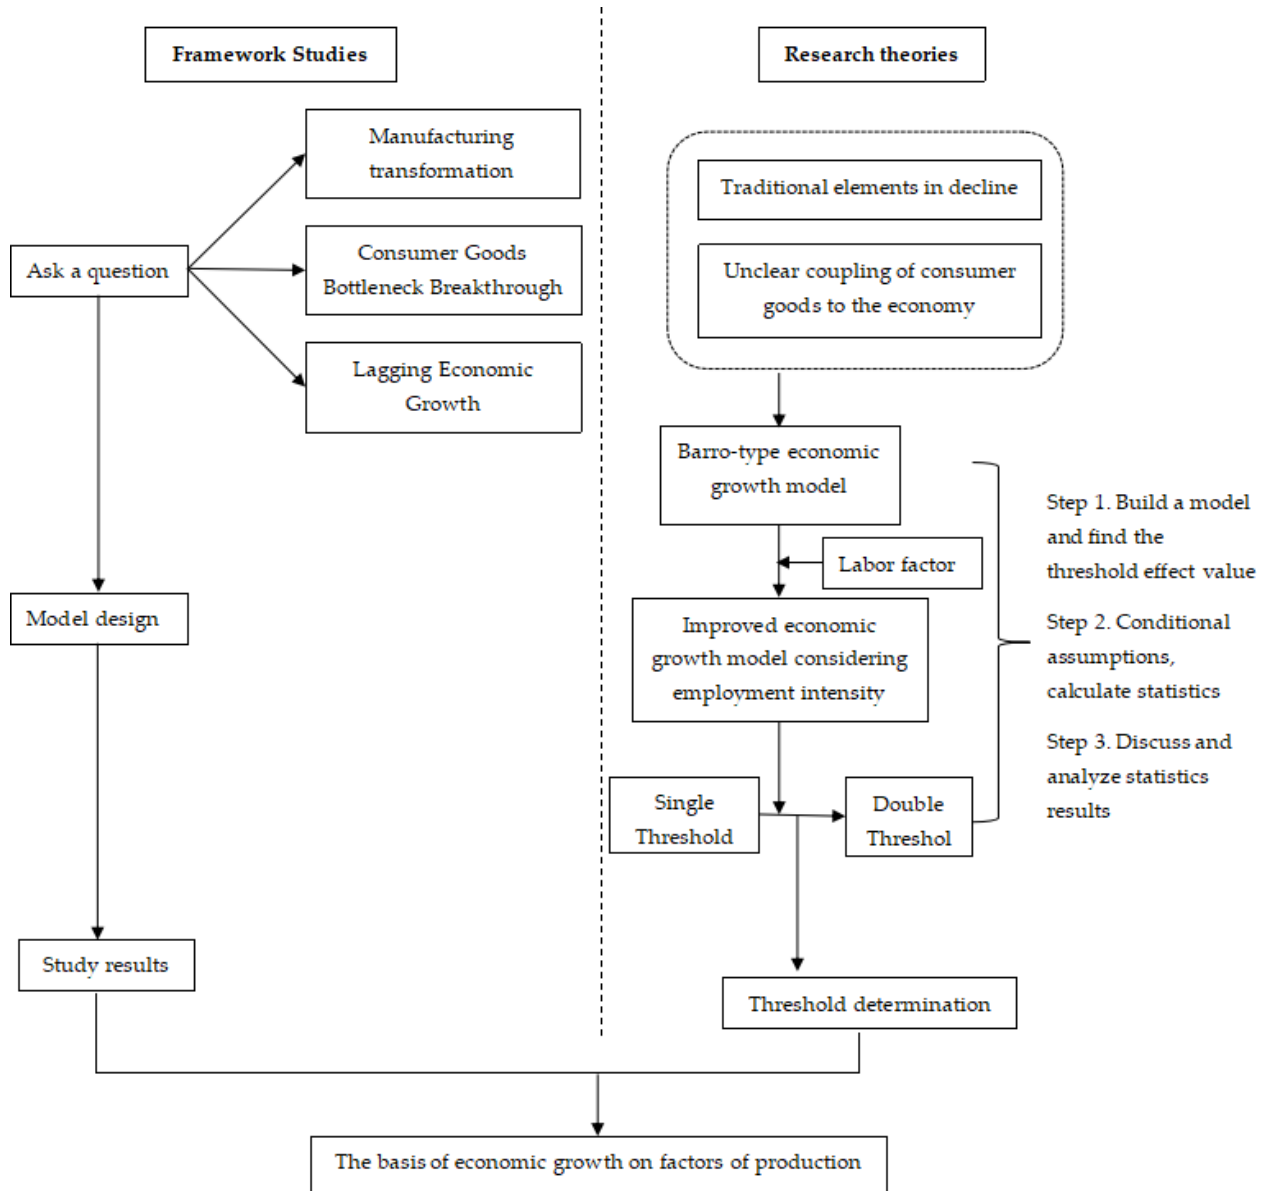 Framework Studies
Manufacturing
transformation
Consumer Goods
Bottleneck Breakthrough
Lagging Economic
Growth
Ask a question
Model design
Study results
Research theories
Traditional elements in decline
Unclear coupling of consumer
goods to the economy
Barro-type economic
growth model
Labor factor
Improved economic
growth model considering
employment intensity
Single
Threshold
Double
Threshol
Threshold determination
Step 1. Build a model
and find the
threshold effect value
Step 2. Conditional
assumptions,
calculate statistics
Step 3. Discuss and
analyze statistics
results
The basis of economic growth on factors of production